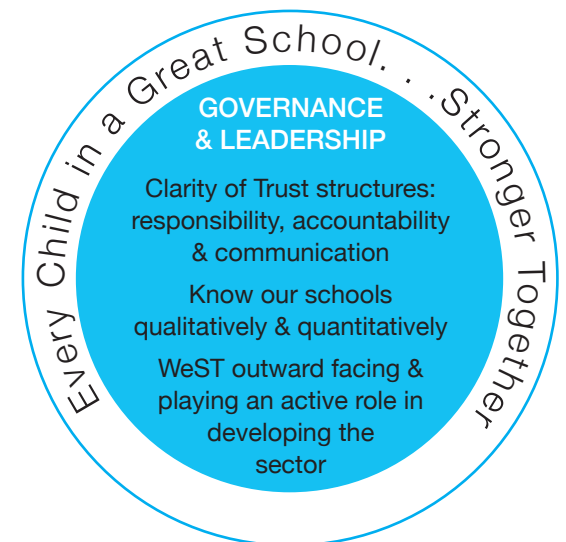 Every Child in a Great School. . .Stronger Together
GOVERNANCE
& LEADERSHIP
Clarity of Trust structures:
responsibility, accountability
& communication
Know our schools
qualitatively & quantitatively
WeST outward facing &
playing an active role in
developing the
sector